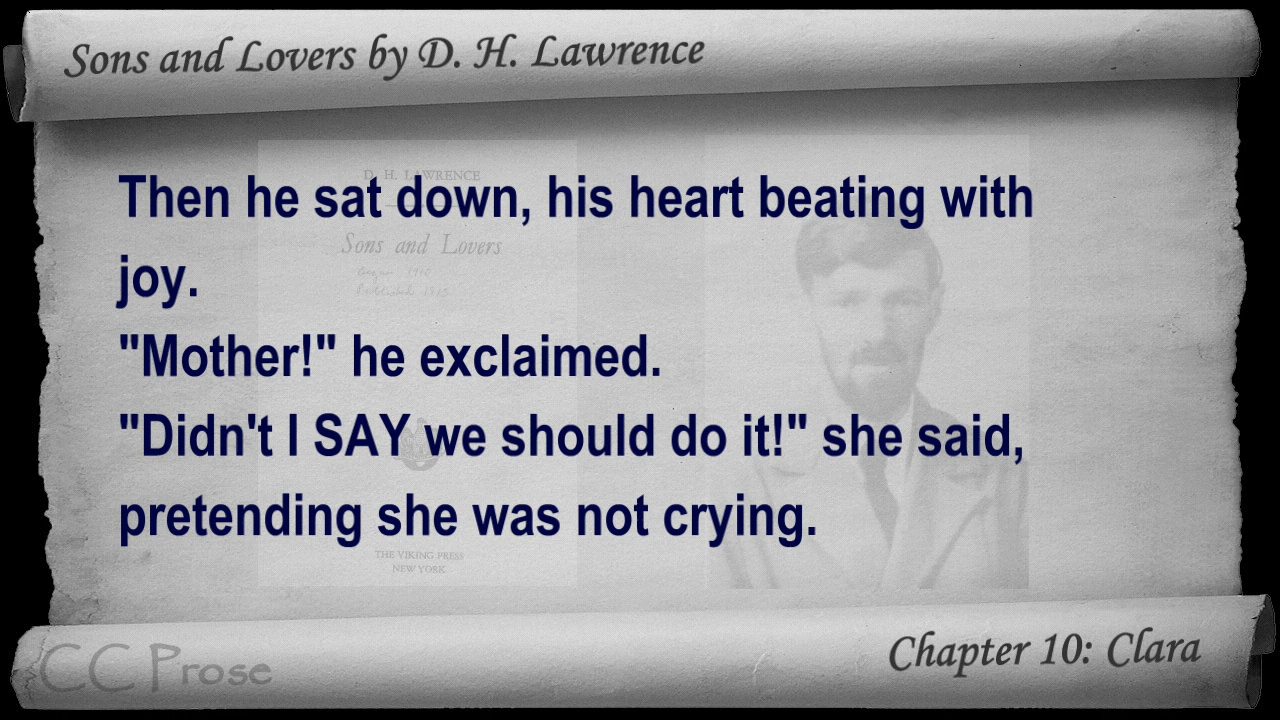 Sons and Lovers by D. H. Lawrence
D. H. LAWRENCE
Sons and Lovers
Then he sat down, his heart beating with
joy.
"Mother!" he exclaimed.
"Didn't I SAY we should do it!" she said,
pretending she was not crying.
THE VIKING PRESS
NEW YORK
CC Prose
Chapter 10: Clara